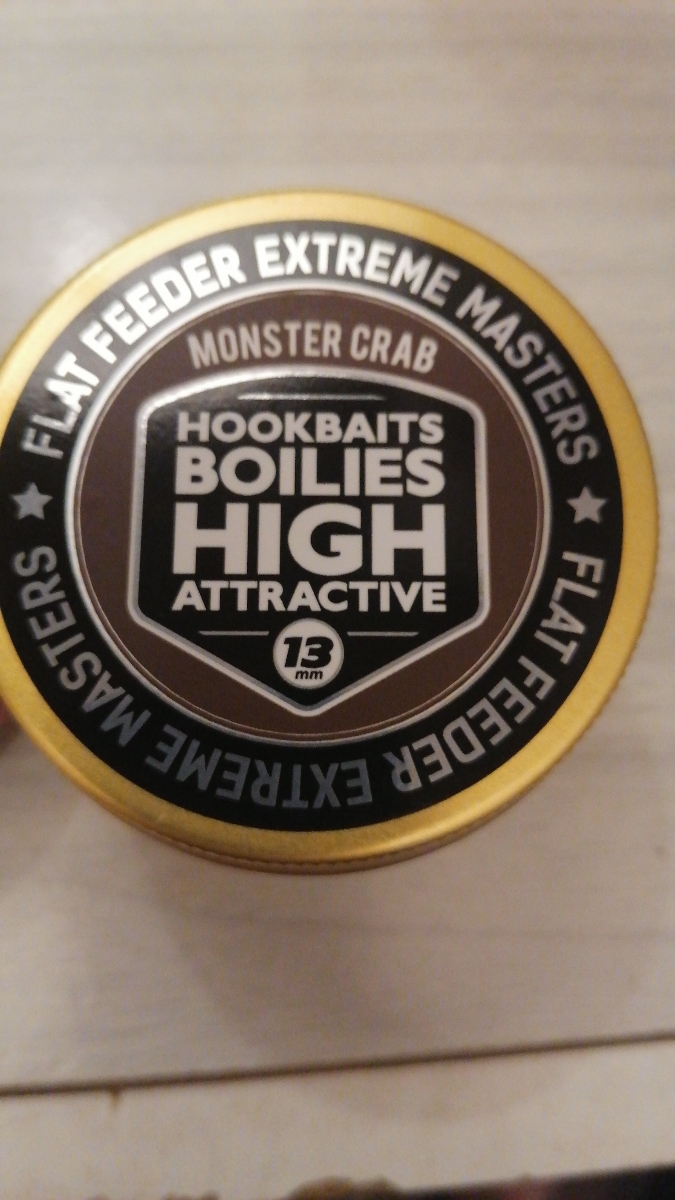 FLAT FEEDER EXTREME MASTERS
MONSTER CRAB
HOOKBAITS
BOILIES
HIGH
ATTRACTIVE
13
mm
FLAT FEEDER EXTREME MASTERS